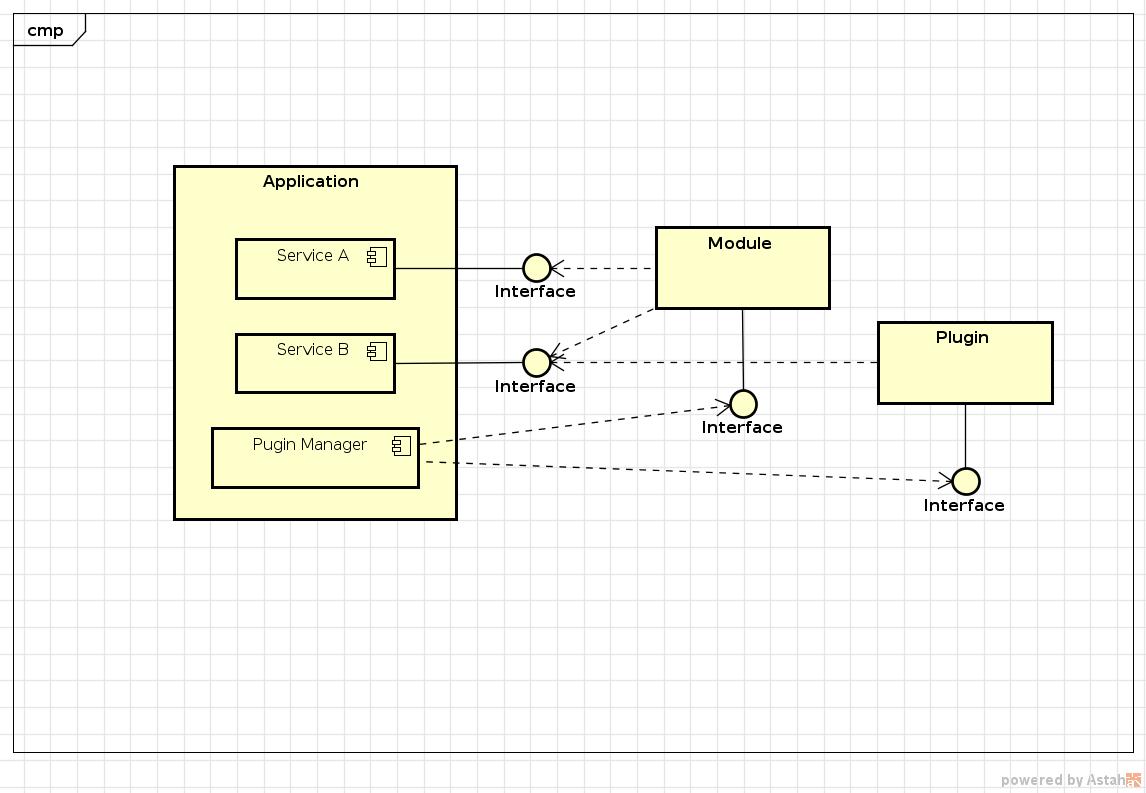 cmp
Application
Service A
Interface
Module
Service B
Interface
Plugin
Interface
Pugin Manager
Interface
powered by Astah